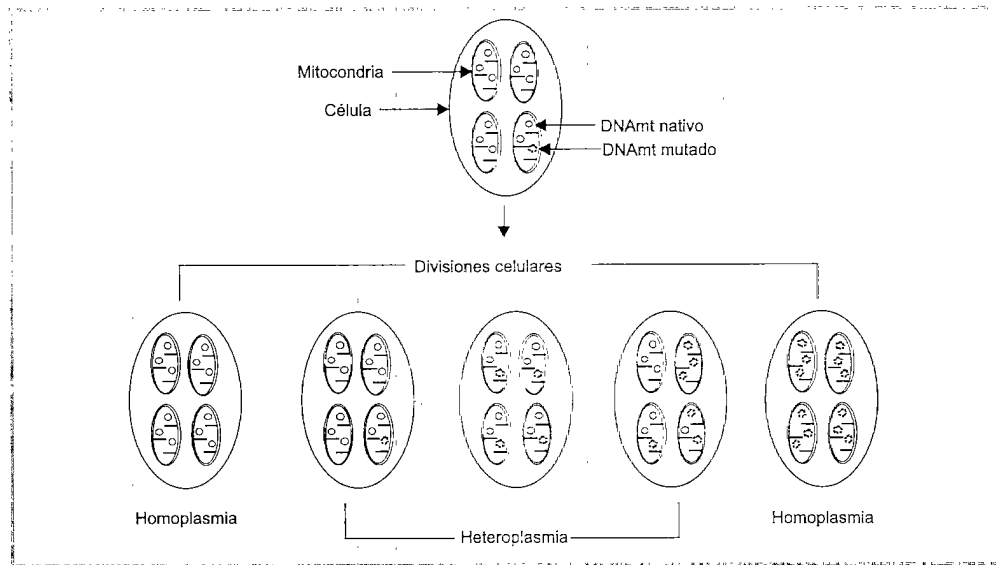 Mitocondria
Célula
DNAmt nativo
DNAmt mutado
Divisiones celulares
Homoplasmia
Heteroplasmia
Homoplasmia